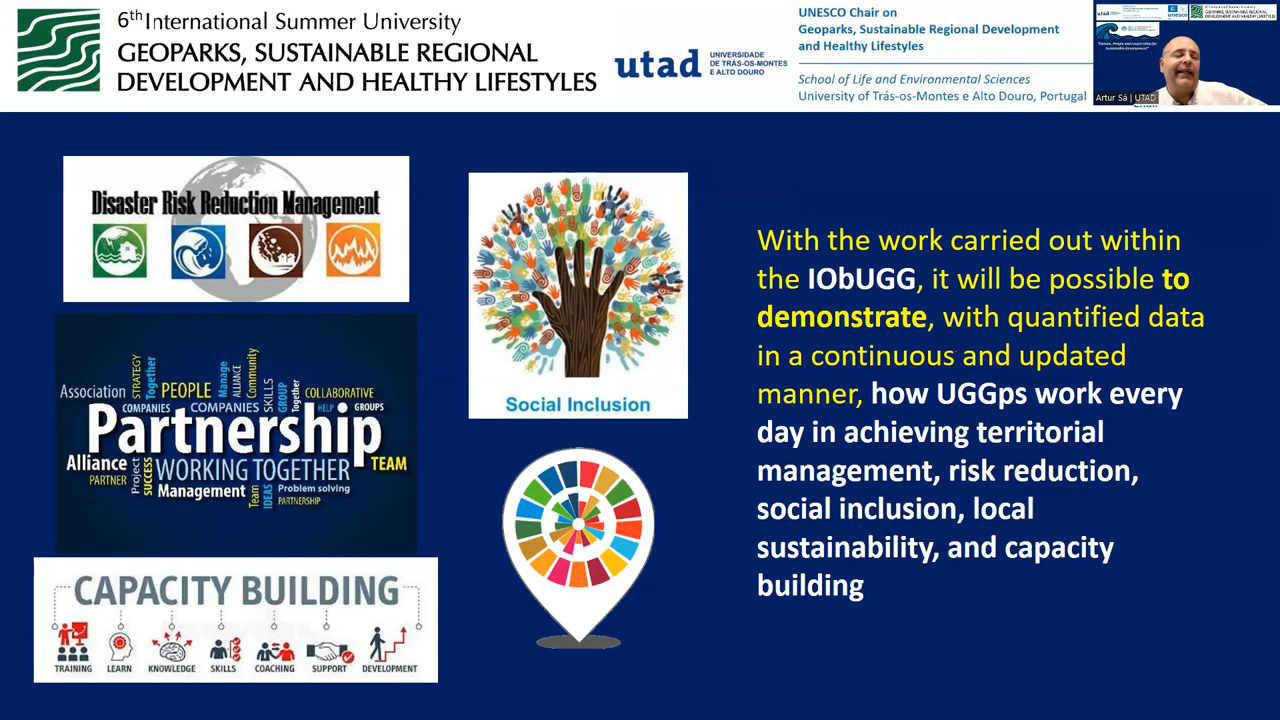 6th International Summer University
GEOPARKS, SUSTAINABLE REGIONAL
DEVELOPMENT AND HEALTHY LIFESTYLES
utad
UNIVERSIDADE
DE TRÁS-OS-MONTES
E ALTO DOURO
UNESCO Chair on
Geoparks, Sustainable Regional Development
and Healthy Lifestyles
School of Life and Environmental Sciences
University of Trás-os-Montes e Alto Douro, Portugal
Artur Sá | UTAD
Disaster Risk Reduction Management
Association
STRATEGY
Together
PEOPLE
Manage
ALLIANCE
Community
SKILLS
GROUP
Together
COLLABORATIVE
COMPANIES
COMPANIES
HELP
GROUPS
Partnership
Alliance
PARTNER
Project
SUCCESS
WORKING TOGETHER
TEAM
Management
Team
IDEAS
Problem solving
PARTNERSHIP
CAPACITY BUILDING
TRAINING LEARN KNOWLEDGE SKILLS COACHING SUPPORT DEVELOPMENT
Social Inclusion
With the work carried out within
the IObUGG, it will be possible to
demonstrate, with quantified data
in a continuous and updated
manner, how UGGps work every
day in achieving territorial
management, risk reduction,
social inclusion, local
sustainability, and capacity
building